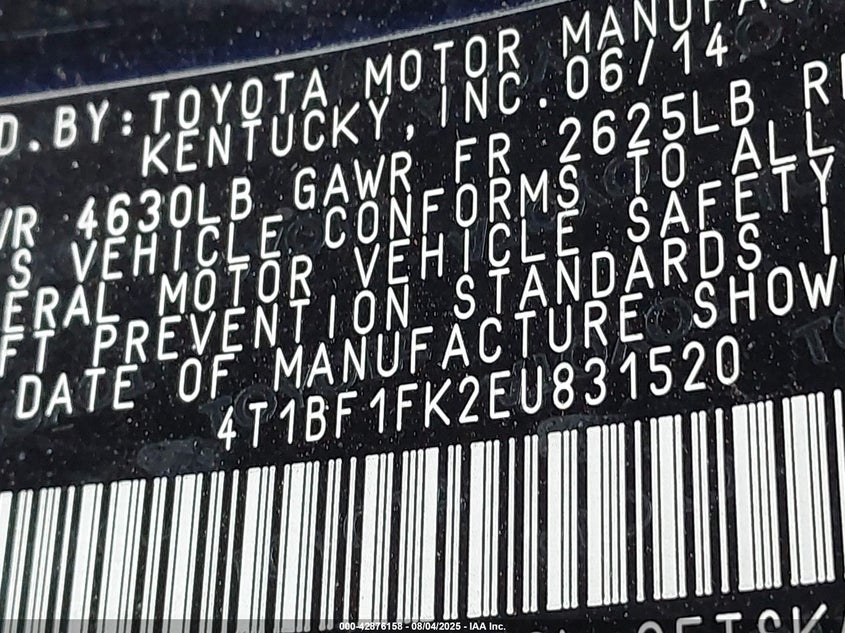 D.BY:TOYOTA MOTOR MANUFAC
KENTUCKY, INC. 06/14
VR 4630LB GAWR FR 2625LB R
S VEHICLE CONFORMS TO ALL
ERAL MOTOR VEHICLE SAFETY
FT PREVENTION STANDARDS I
DATE OF MANUFACTURE SHOW
4T1BF1FK2EU831520
000-42876158 - 08/04/2025 - IAA Inc.